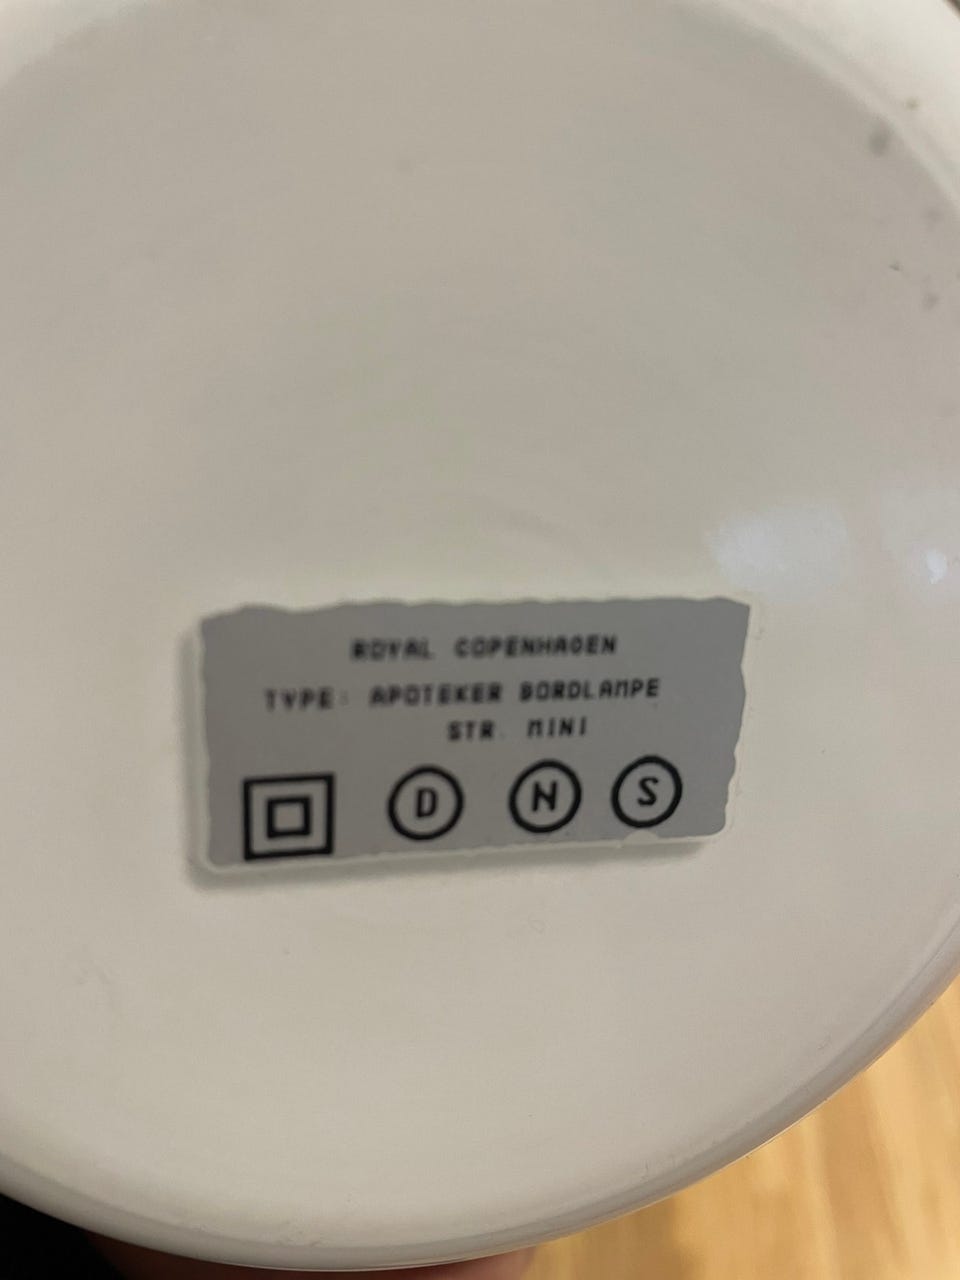 ROYAL COPENHAGEN
TYPE: APOTEKER BORDLAMPE
STR. MINI
D N S